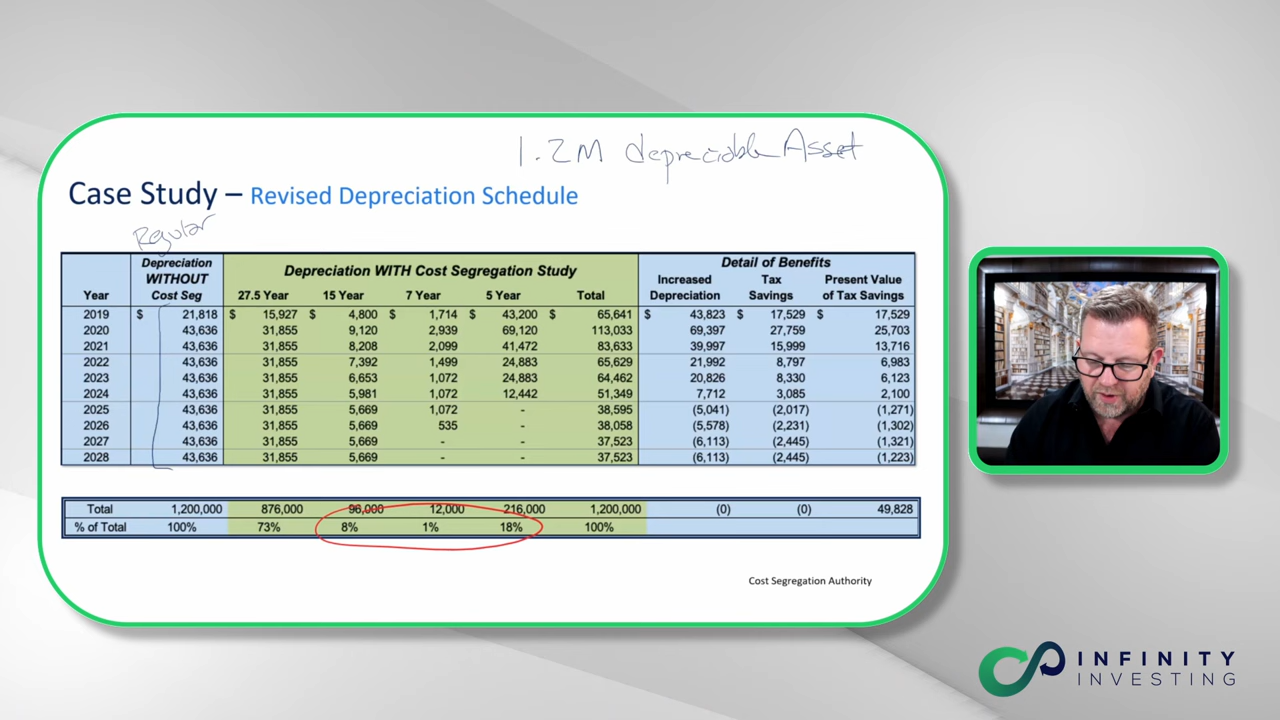 1.2M depreciable Asset
Case Study – Revised Depreciation Schedule
Regular
Depreciation WITHOUT Cost Seg Depreciation WITH Cost Segregation Study Detail of Benefits
Year 27.5 Year 15 Year 7 Year 5 Year Total Increased Depreciation Tax Savings Present Value of Tax Savings
2019 $ 21,818 $ 15,927 $ 4,800 $ 1,714 $ 43,200 $ 65,641 $ 43,823 $ 17,529 $ 17,529
2020 43,636 31,855 9,120 2,939 69,120 113,033 69,397 27,759 25,703
2021 43,636 31,855 8,208 2,099 41,472 83,633 39,997 15,999 13,716
2022 43,636 31,855 7,392 1,499 24,883 65,629 21,992 8,797 6,983
2023 43,636 31,855 6,653 1,072 24,883 64,462 20,826 8,330 6,123
2024 43,636 31,855 5,981 1,072 12,442 51,349 7,712 3,085 2,100
2025 43,636 31,855 5,669 1,072 - 38,595 (5,041) (2,017) (1,271)
2026 43,636 31,855 5,669 535 - 38,058 (5,578) (2,231) (1,302)
2027 43,636 31,855 5,669 - - 37,523 (6,113) (2,445) (1,321)
2028 43,636 31,855 5,669 - - 37,523 (6,113) (2,445) (1,223)
Total 1,200,000 876,000 96,000 12,000 216,000 1,200,000 (0) (0) 49,828
% of Total 100% 73% 8% 1% 18% 100%
Cost Segregation Authority
INFINITY
INVESTING